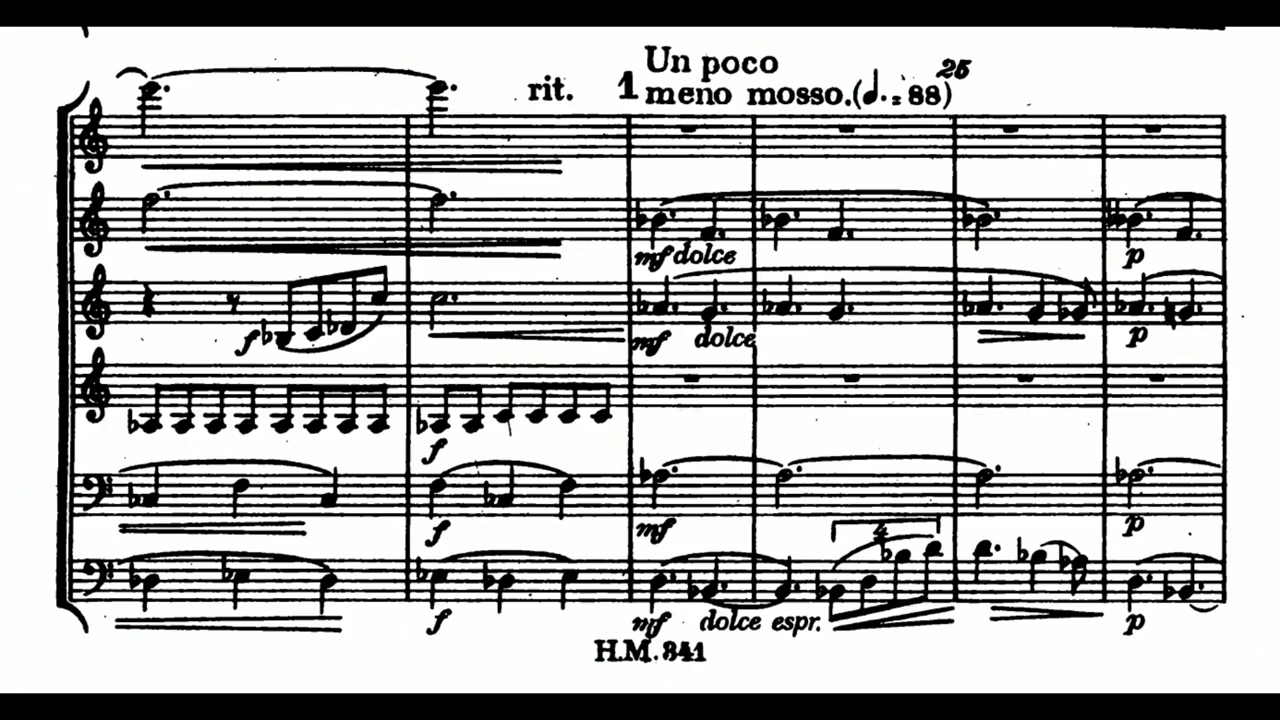 Un poco 25
rit. 1 meno mosso.(♩. = 88)
mf dolce p
f mf dolce p
f
f mf 4 p
f mf dolce espr. p
H.M. 341